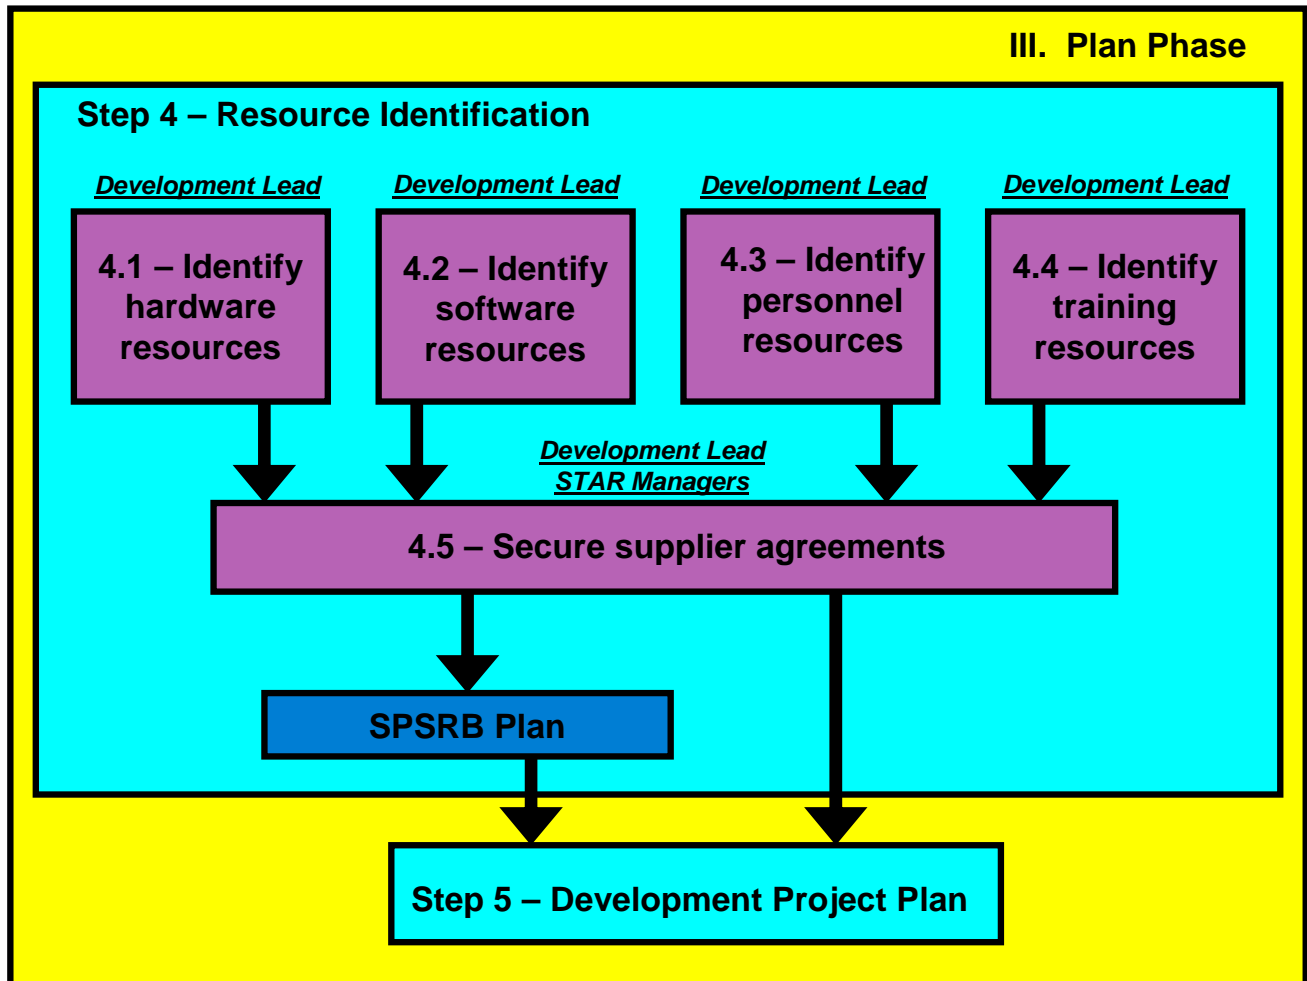 III. Plan Phase
Step 4 – Resource Identification
Development Lead
Development Lead
Development Lead
Development Lead
4.1 – Identify
hardware
resources
4.2 – Identify
software
resources
4.3 – Identify
personnel
resources
4.4 – Identify
training
resources
Development Lead
STAR Managers
4.5 – Secure supplier agreements
SPSRB Plan
Step 5 – Development Project Plan